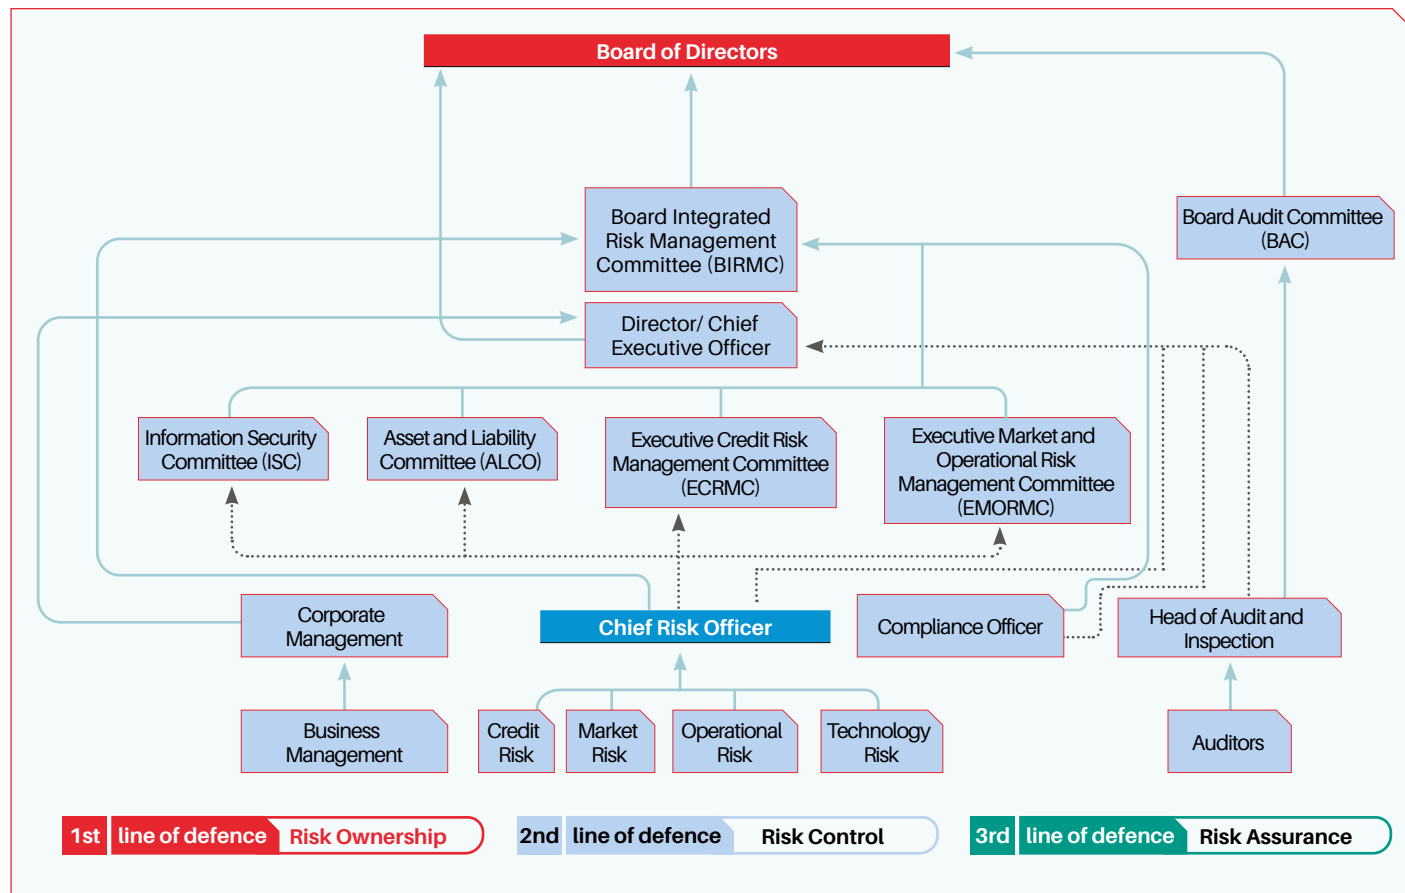 Board of Directors
Board Integrated
Risk Management
Committee (BIRMC)
Board Audit Committee
(BAC)
Director/ Chief
Executive Officer
Information Security
Committee (ISC)
Asset and Liability
Committee (ALCO)
Executive Credit Risk
Management Committee
(ECRMC)
Executive Market and
Operational Risk
Management Committee
(EMORMC)
Corporate
Management
Chief Risk Officer
Compliance Officer
Head of Audit and
Inspection
Business
Management
Credit
Risk
Market
Risk
Operational
Risk
Technology
Risk
Auditors
1st line of defence Risk Ownership
2nd line of defence Risk Control
3rd line of defence Risk Assurance